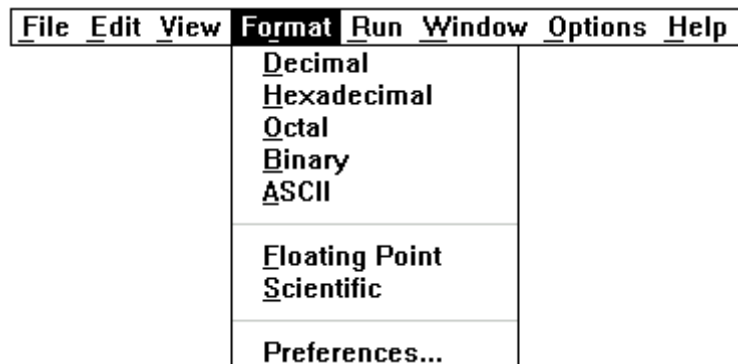 File Edit View Format Run Window Options Help
Decimal
Hexadecimal
Octal
Binary
ASCII
Floating Point
Scientific
Preferences...